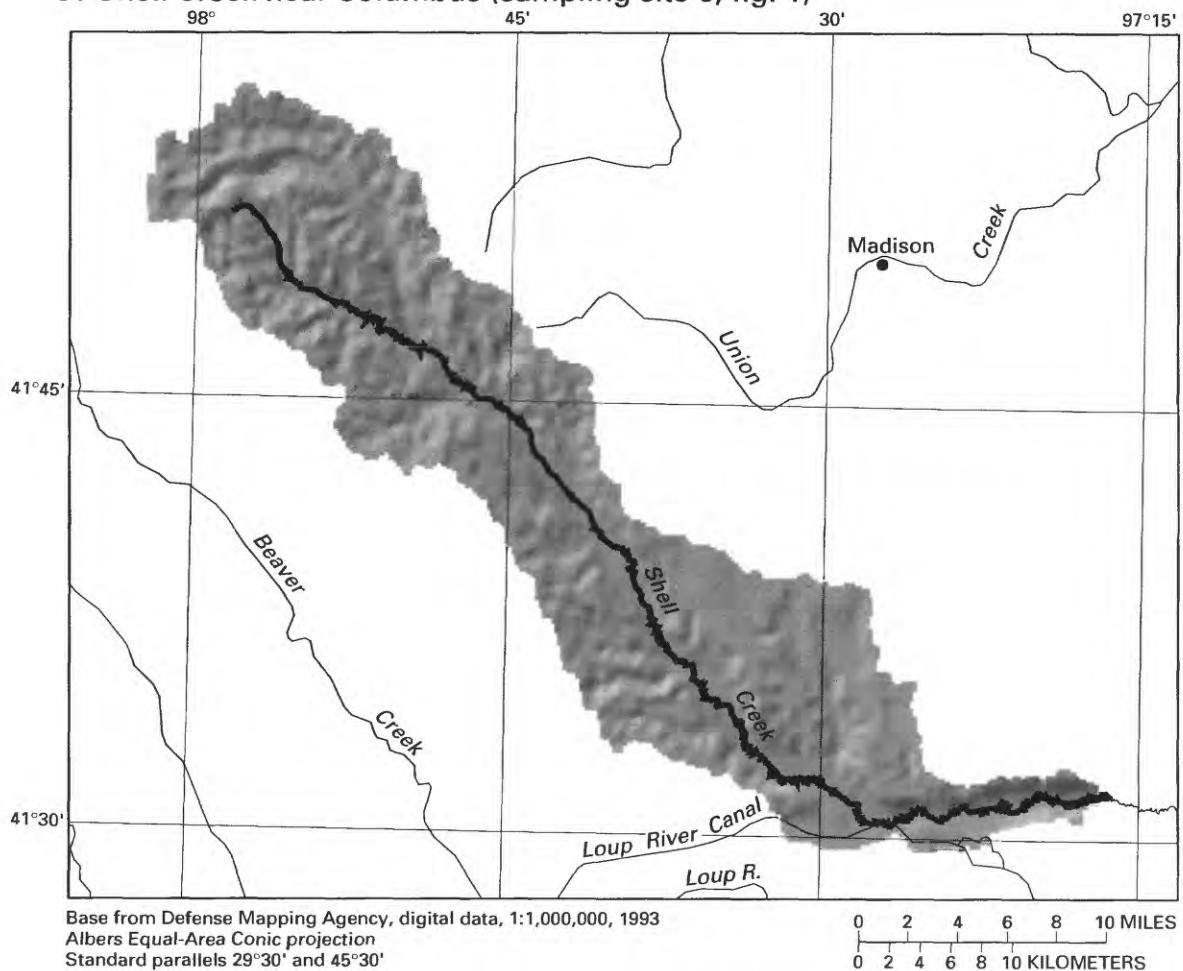 98°
45'
30'
97°15'
Madison
Creek
Union
41°45'
Beaver
Creek
Shell
Creek
41°30'
Loup River Canal
Loup R.
Base from Defense Mapping Agency, digital data, 1:1,000,000, 1993
Albers Equal-Area Conic projection
Standard parallels 29°30' and 45°30'
0 2 4 6 8 10 MILES
0 2 4 6 8 10 KILOMETERS